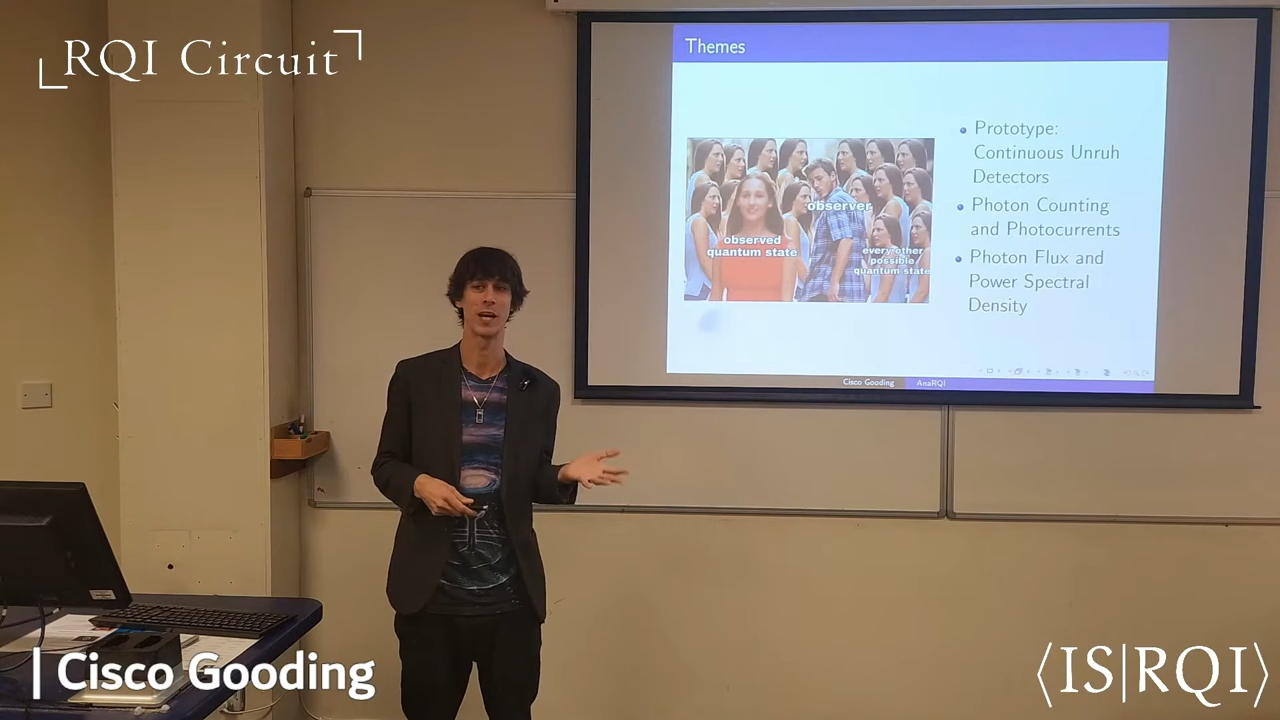 RQI Circuit
Themes
observer
observed
quantum state
every other
possible
quantum state
Prototype:
Continuous Unruh
Detectors
Photon Counting
and Photocurrents
Photon Flux and
Power Spectral
Density
Cisco Gooding AnaRQI
| Cisco Gooding
⟨IS|RQI⟩